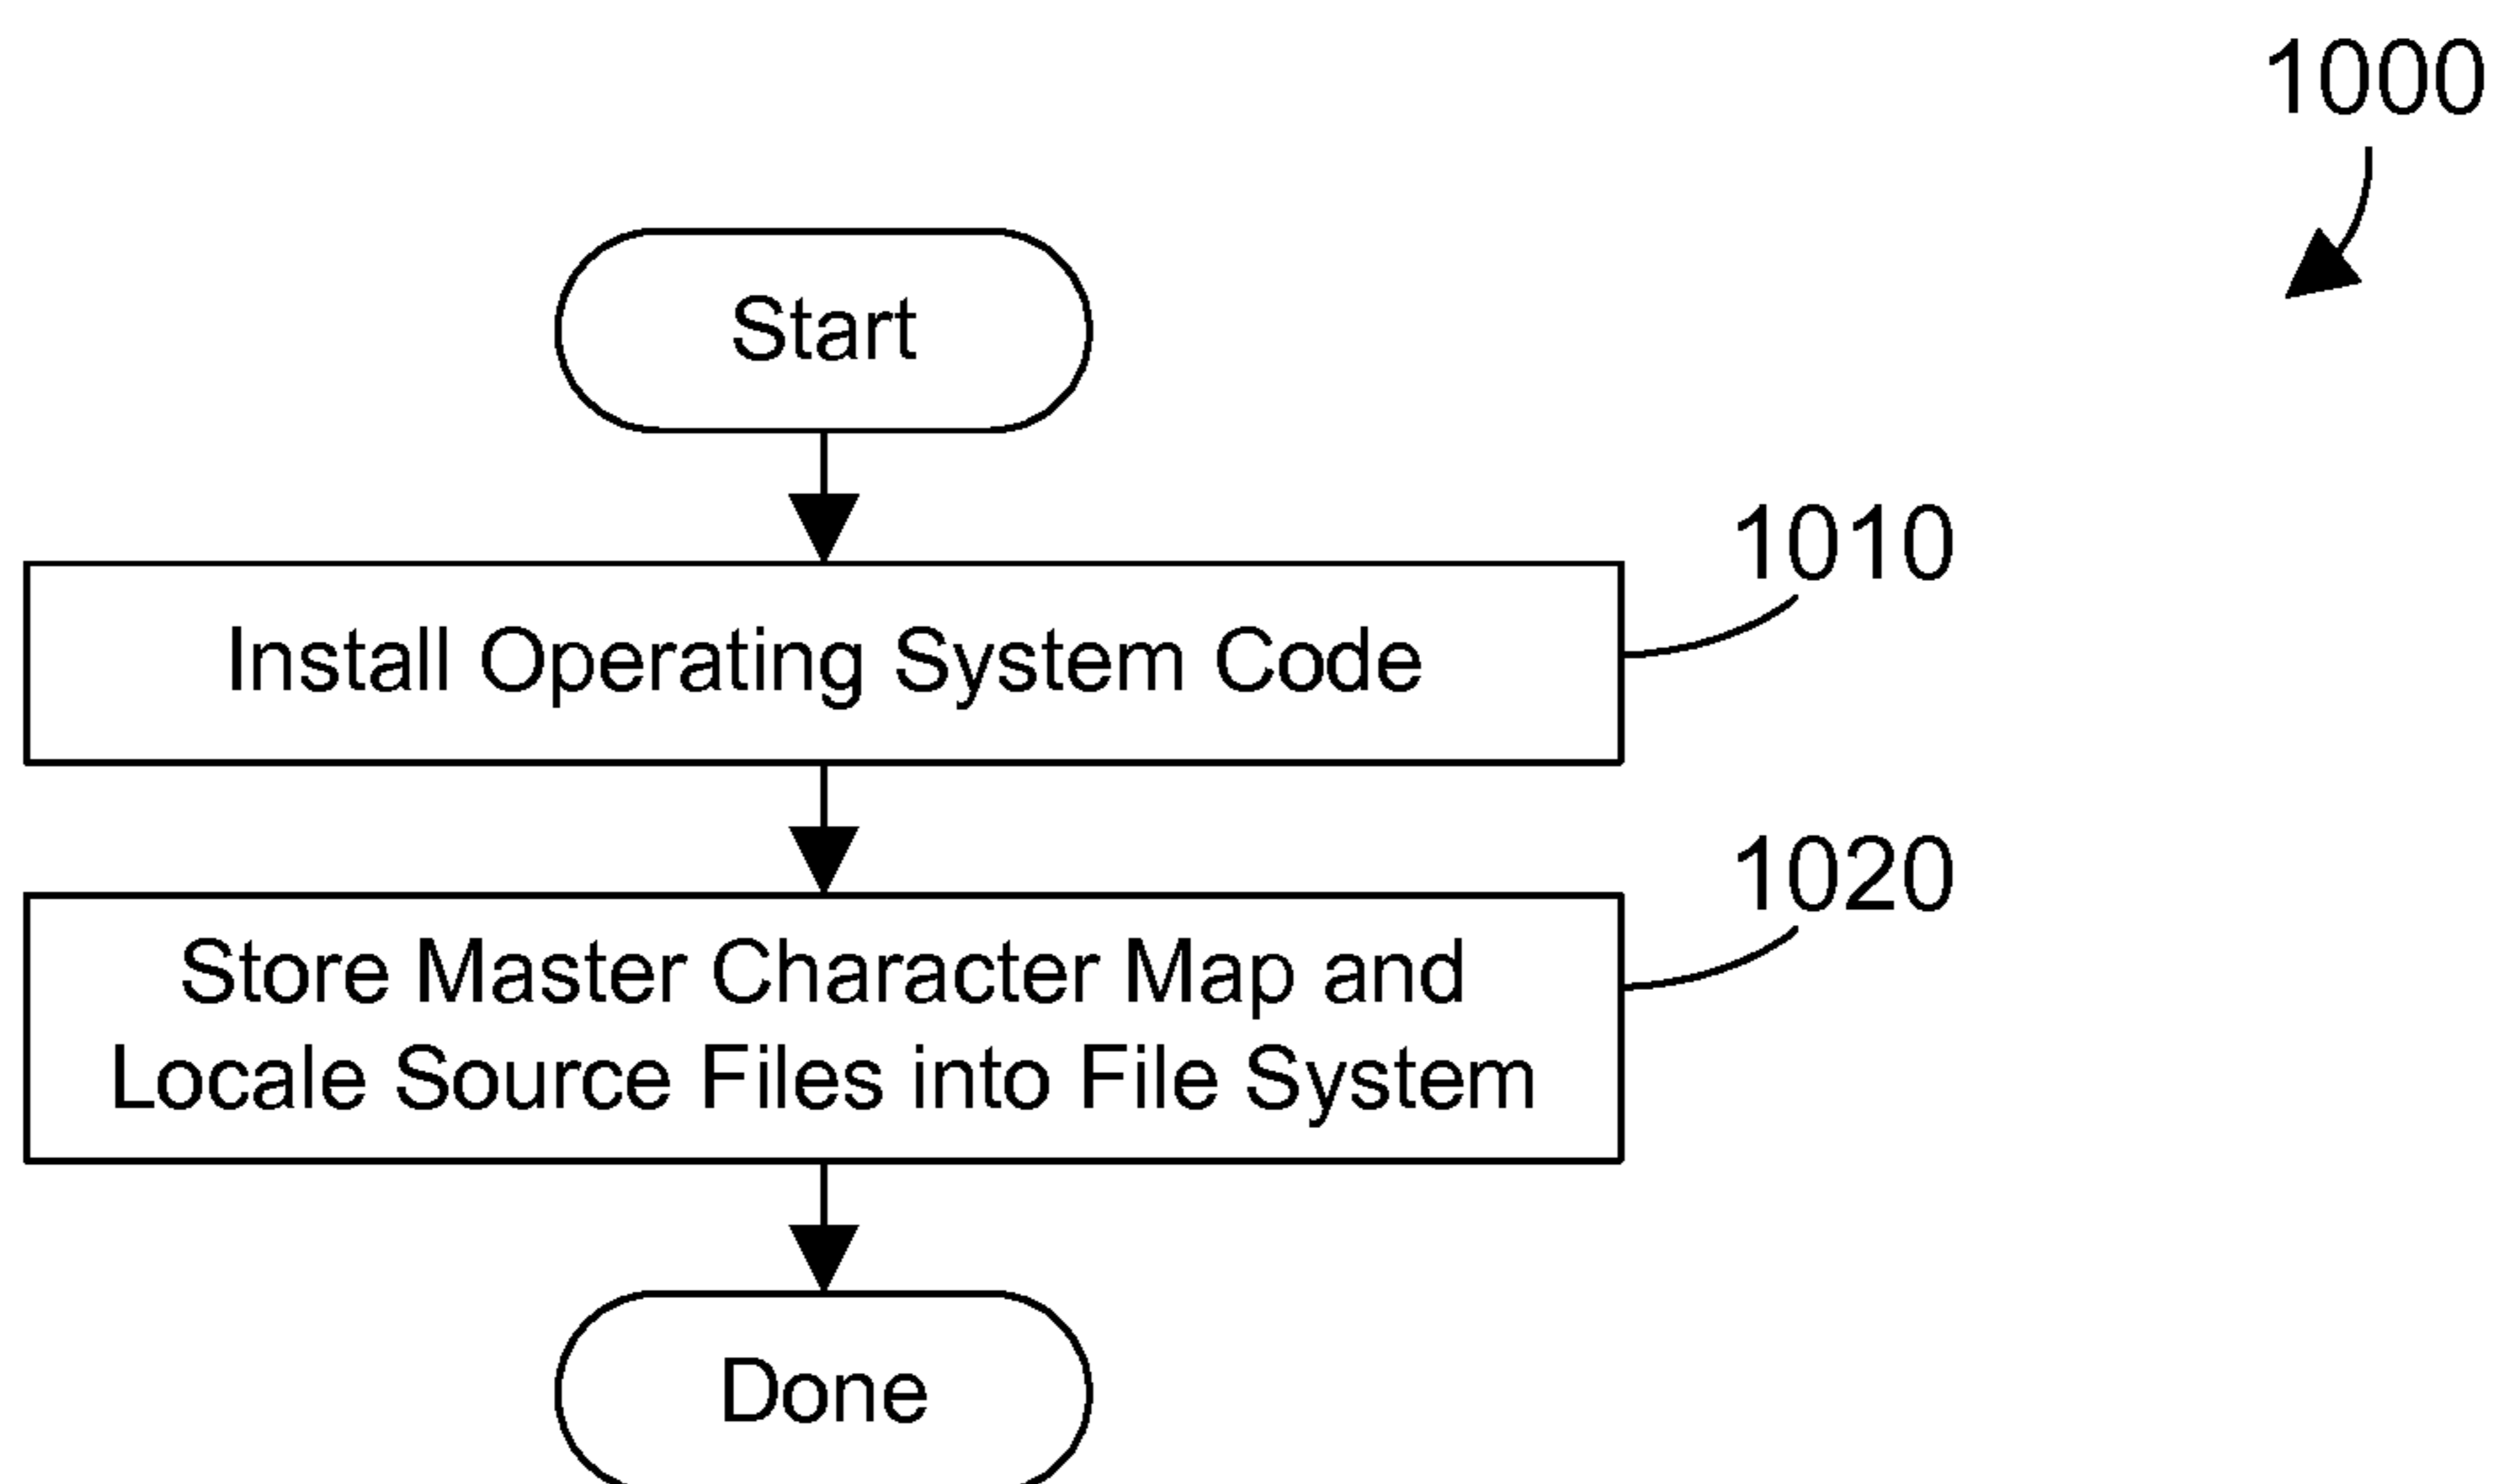 1000
Start
1010
Install Operating System Code
1020
Store Master Character Map and
Locale Source Files into File System
Done